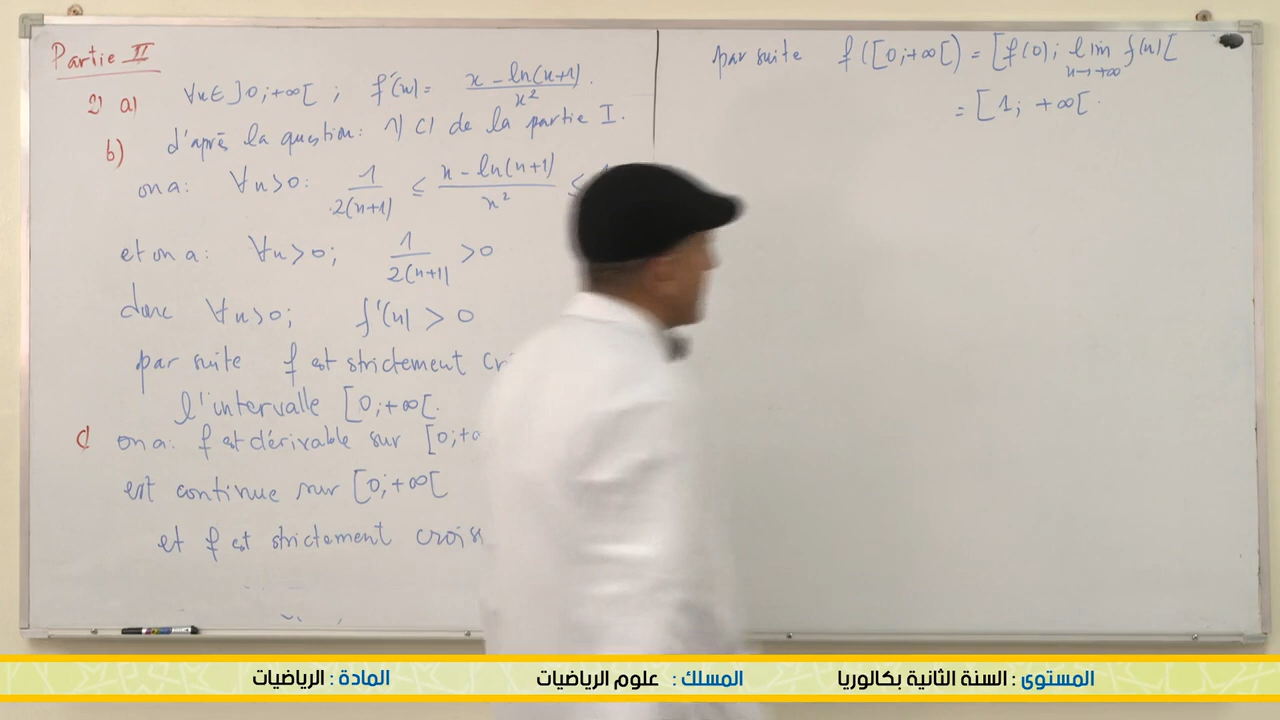 Partie II
2) a) ∀x∈]0;+∞[ ; f'(x) = (x - ln(x+1))/x².
b) d'après la question: 1) c) de la partie I.
on a: ∀x>0: 1/(2(x+1)) ≤ (x - ln(x+1))/x² ≤
et on a: ∀x>0; 1/(2(x+1)) >0
donc ∀x>0; f'(x) > 0
par suite f est strictement
l'intervalle [0;+∞[.
c) on a: f est dérivable sur [0;+
est continue sur [0;+∞[
et f est strictement
par suite f([0;+∞[) = [f(0); lim x→+∞ f(x)[
= [1; +∞[.
المستوى : السنة الثانية بكالوريا
المسلك : علوم الرياضيات
المادة : الرياضيات